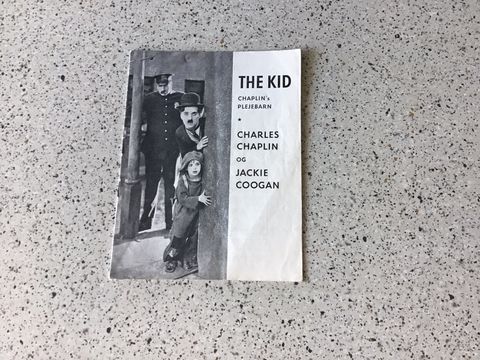 THE KID
CHAPLIN's
PLEJEBARN
★
CHARLES
CHAPLIN
OG
JACKIE
COOGAN